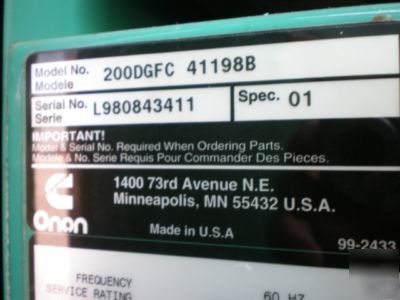 Model No. 200DGFC 41198B
Modele
Serial No. L980843411 Spec. 01
Serie
IMPORTANT!
Model & Serial No. Required When Ordering Parts.
Modele & No. Serie Requis Pour Commander Des Pieces.
Onan
1400 73rd Avenue N.E.
Minneapolis, MN 55432 U.S.A.
Made in U.S.A
99-2433
FREQUENCY 60 HZ
SERVICE RATING